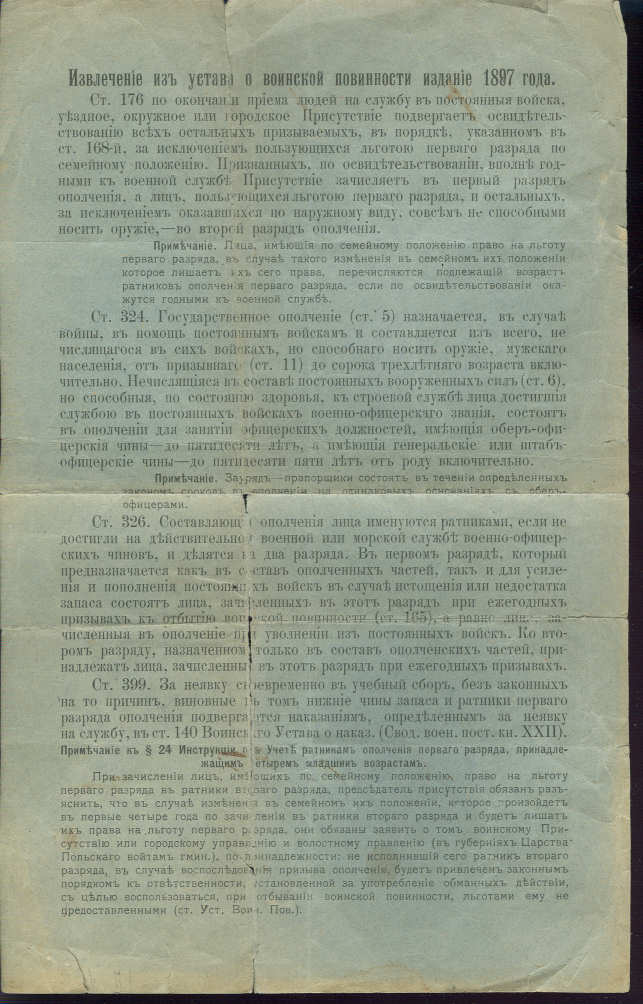 Извлеченіе изъ устава о воинской повинности изданіе 1897 года.
Ст. 176 по окончаніи пріема людей на службу въ постоянныя войска,
уѣздное, окружное или городское Присутствіе подвергаетъ освидѣтель-
ствованію всѣхъ остальныхъ призываемыхъ, въ порядкѣ, указанномъ въ
ст. 168-й, за исключеніемъ пользующихся льготою перваго разряда по
семейному положенію. Признанныхъ, по освидѣтельствованіи, вполнѣ год-
ными къ военной службѣ Присутствіе зачисляетъ въ первый разрядъ
ополченія, а лицъ, пользующихся льготою перваго разряда, и остальныхъ,
за исключеніемъ оказавшихся по наружному виду, совсѣмъ не способными
носить оружіе,—во второй разрядъ ополченія.
Примѣчаніе. Лица, имѣющія по семейному положенію право на льготу
перваго разряда, въ случаѣ такого измѣненія въ семейномъ ихъ положеніи
которое лишаетъ ихъ сего права, перечисляются подлежащій возрастъ
ратниковъ ополченія перваго разряда, если по освидѣтельствованіи ока-
жутся годными къ военной службѣ.
Ст. 324. Государственное ополченіе (ст. 5) назначается, въ случаѣ
войны, въ помощь постояннымъ войскамъ и составляется изъ всего, не
числящагося въ сихъ войскахъ, но способнаго носить оружіе, мужскаго
населенія, отъ призывнаго (ст. 11) до сорока трехлѣтняго возраста вклю-
чительно. Нечислящіяся въ составѣ постоянныхъ вооруженныхъ силъ (ст. 6),
но способныя, по состоянію здоровья, къ строевой службѣ лица достигшія
службою въ постоянныхъ войскахъ военно-офицерскаго званія, состоятъ
въ ополченіи для занятія офицерскихъ должностей, имѣющія оберъ-офи-
церскія чины—до пятидесяти лѣтъ, а имѣющія генеральскіе или штабъ-
офицерскіе чины—до пятидесяти пяти лѣтъ отъ роду включительно.
Примѣчаніе. Заурядъ—прапорщики состоятъ въ теченіи опредѣленныхъ
закономъ сроковъ въ ополченіи на одинаковыхъ основаніяхъ съ оберъ-
офицерами.
Ст. 326. Составляющія ополченія лица именуются ратниками, если не
достигли на дѣйствительной военной или морской службѣ военно-офицер-
скихъ чиновъ, и дѣлятся на два разряда. Въ первомъ разрядѣ, который
предназначается какъ въ составъ ополченныхъ частей, такъ и для усиле-
нія и пополненія постоянныхъ войскъ въ случаѣ истощенія или недостатка
запаса состоятъ лица, зачисленныхъ въ этотъ разрядъ при ежегодныхъ
призывахъ къ отбытію воинской повинности (ст. 165), а равно лица, за-
численныя въ ополченіе при уволненіи изъ постоянныхъ войскъ. Ко вто-
ромъ разряду, назначенномъ только въ составъ ополченскихъ частей, при-
надлежатъ лица, зачисленныя въ этотъ разрядъ при ежегодныхъ призывахъ.
Ст. 399. За неявку своевременно въ учебный сборъ, безъ законныхъ
на то причинъ, виновные въ томъ нижніе чины запаса и ратники перваго
разряда ополченія подвергаются наказаніямъ, опредѣленнымъ за неявку
на службу, въ ст. 140 Воинскаго Устава о наказ. (Свод. воен. пост. кн. XXII).
Примѣчаніе къ § 24 Инструкціи объ Учетѣ ратникамъ ополченія перваго разряда, принадле-
жащимъ четыремъ младшихъ возрастамъ.
При зачисленіи лицъ, имѣющихъ по семейному положенію, право на льготу
перваго разряда въ ратники втораго разряда, предсѣдатель присутствія обязанъ разъ-
яснить, что въ случаѣ измѣненія въ семейномъ ихъ положеніи, которое произойдетъ
въ первые четыре года по зачисленіи въ ратники втораго разряда и будетъ лишать
ихъ права на льготу перваго разряда, они обязаны заявить о томъ воинскому При-
сутствію или городскому управленію и волостному правленію (въ губерніяхъ Царства
Польскаго войтамъ гмин.), по принадлежности: не исполнившій сего ратникъ втораго
разряда, въ случаѣ воспослѣдованія призыва ополченія, будетъ привлеченъ законнымъ
порядкомъ къ отвѣтственности, установленной за употребленіе обманныхъ дѣйствій,
съ цѣлью воспользоваться, при отбываніи воинской повинности, льготами ему не
предоставленными (ст. Уст. Воин. Пов.).